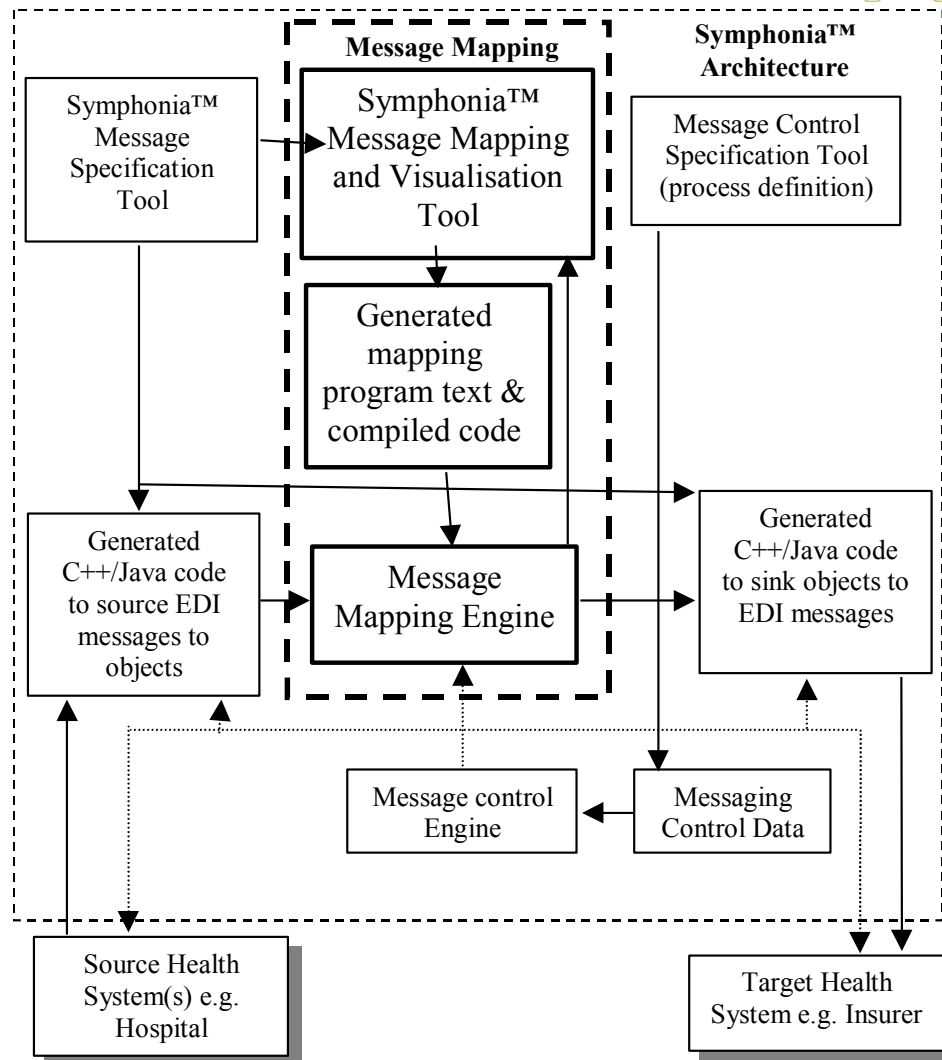 Message Mapping
Symphonia™
Architecture
Symphonia™
Message
Specification
Tool
Symphonia™
Message Mapping
and Visualisation
Tool
Message Control
Specification Tool
(process definition)
Generated
mapping
program text &
compiled code
Generated
C++/Java code
to source EDI
messages to
objects
Message
Mapping Engine
Generated
C++/Java code
to sink objects to
EDI messages
Message control
Engine
Messaging
Control Data
Source Health
System(s) e.g.
Hospital
Target Health
System e.g. Insurer